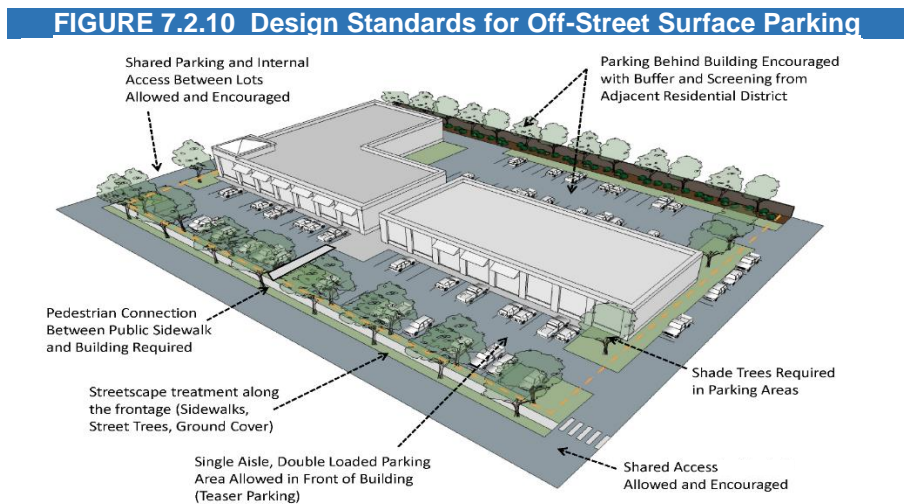 FIGURE 7.2.10 Design Standards for Off-Street Surface Parking
Shared Parking and Internal
Access Between Lots
Allowed and Encouraged
Parking Behind Building Encouraged
with Buffer and Screening from
Adjacent Residential District
Pedestrian Connection
Between Public Sidewalk
and Building Required
Streetscape treatment along
the frontage (Sidewalks,
Street Trees, Ground Cover)
Single Aisle, Double Loaded Parking
Area Allowed in Front of Building
(Teaser Parking)
Shade Trees Required
in Parking Areas
Shared Access
Allowed and Encouraged